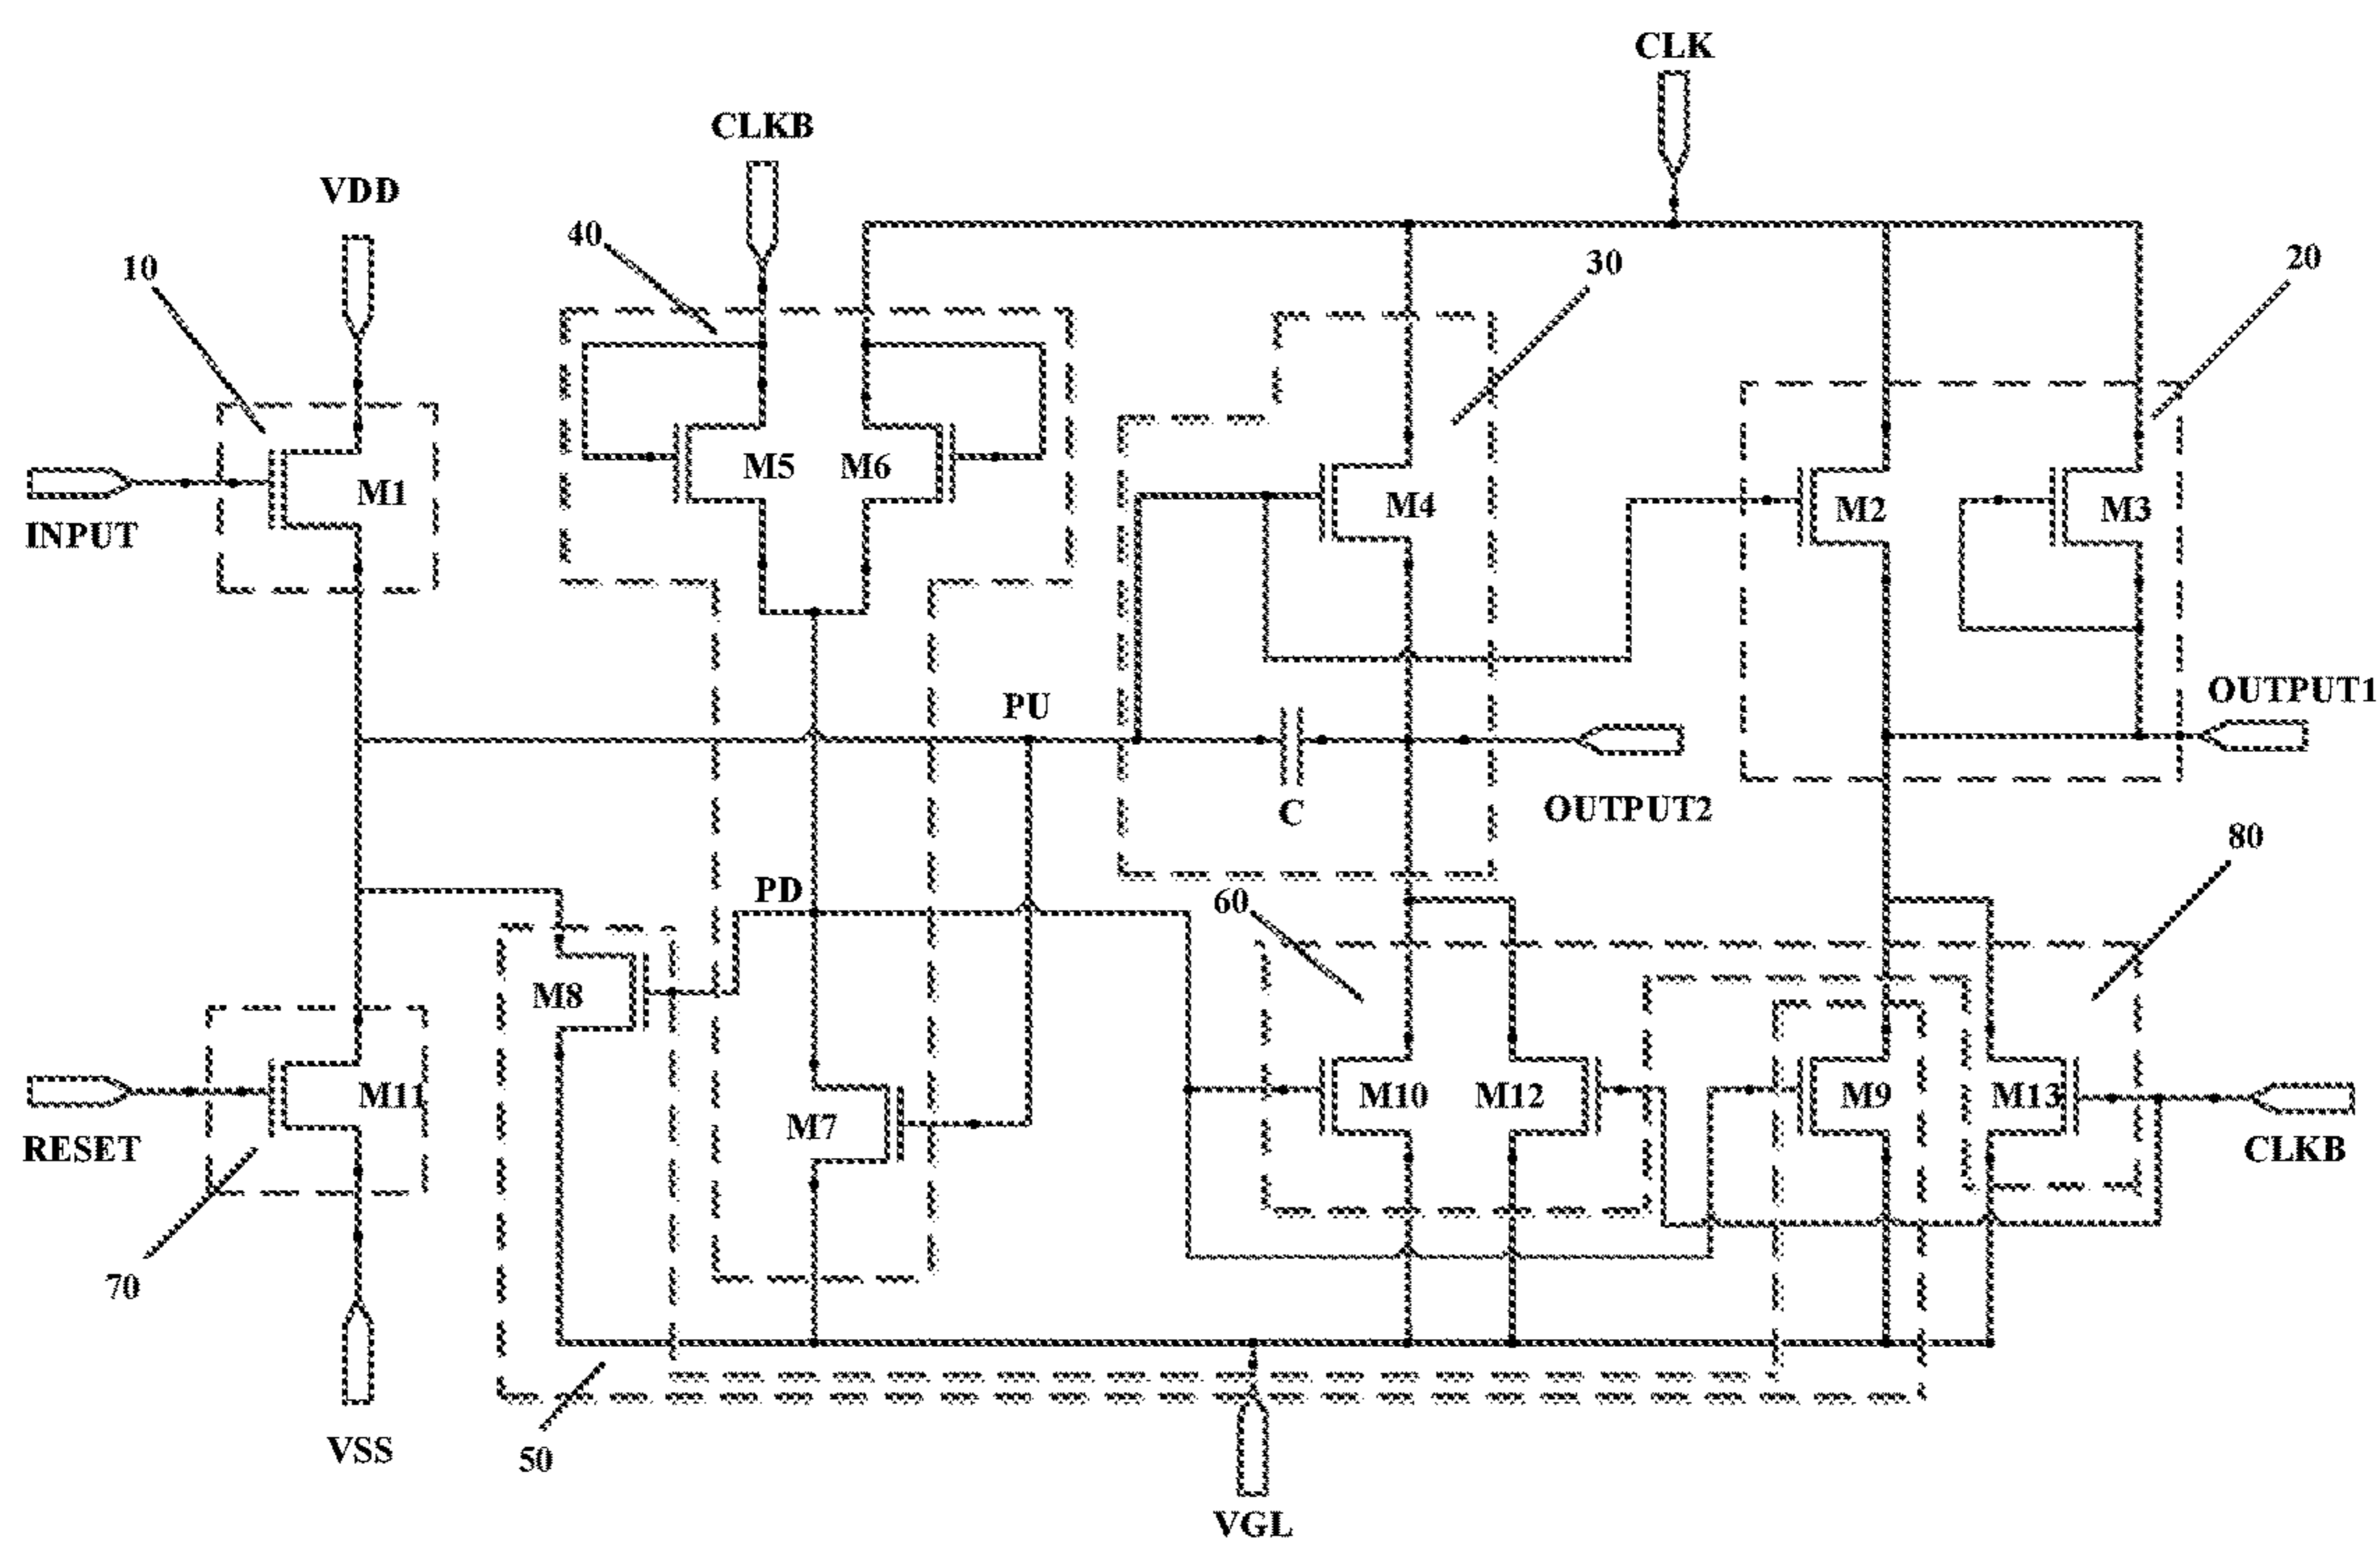 CLK
CLKB
VDD
40
10
30
20
M5
M6
M1
M4
M2
M3
INPUT
PU
OUTPUT1
C
OUTPUT2
80
PD
60
M8
M11
M10
M12
M9
M13
M7
RESET
CLKB
70
VSS
50
VGL